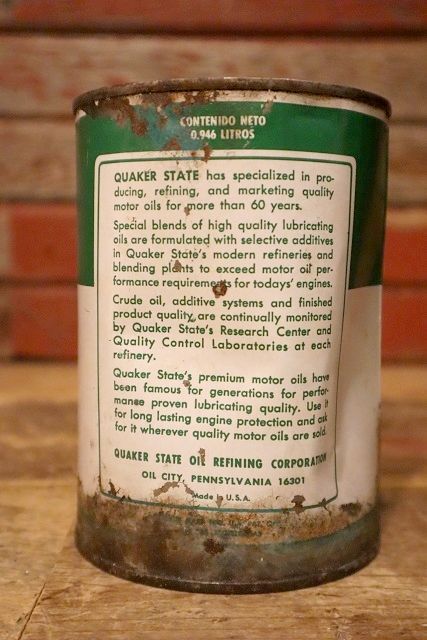 CONTENIDO NETO
0.946 LITROS
QUAKER STATE has specialized in pro-
ducing, refining, and marketing quality
motor oils for more than 60 years.
Special blends of high quality lubricating
oils are formulated with selective additives
in Quaker State's modern refineries and
blending plants to exceed motor oil per-
formance requirements for todays' engines.
Crude oil, additive systems and finished
product quality are continually monitored
by Quaker State's Research Center and
Quality Control Laboratories at each
refinery.
Quaker State's premium motor oils have
been famous for generations for perfor-
mance proven lubricating quality. Use it
for long lasting engine protection and ask
for it wherever quality motor oils are sold.
QUAKER STATE OIL REFINING CORPORATION
OIL CITY, PENNSYLVANIA 16301
Made in U.S.A.